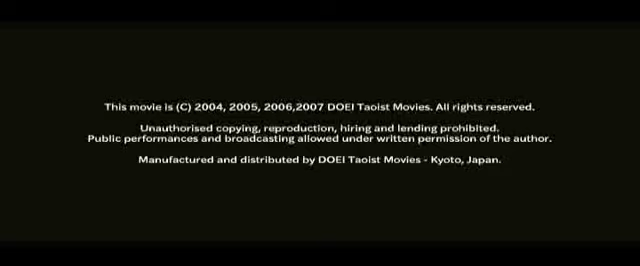 This movie is (C) 2004, 2005, 2006,2007 DOEI Taoist Movies. All rights reserved.
Unauthorised copying, reproduction, hiring and lending prohibited.
Public performances and broadcasting allowed under written permission of the author.
Manufactured and distributed by DOEI Taoist Movies - Kyoto, Japan.